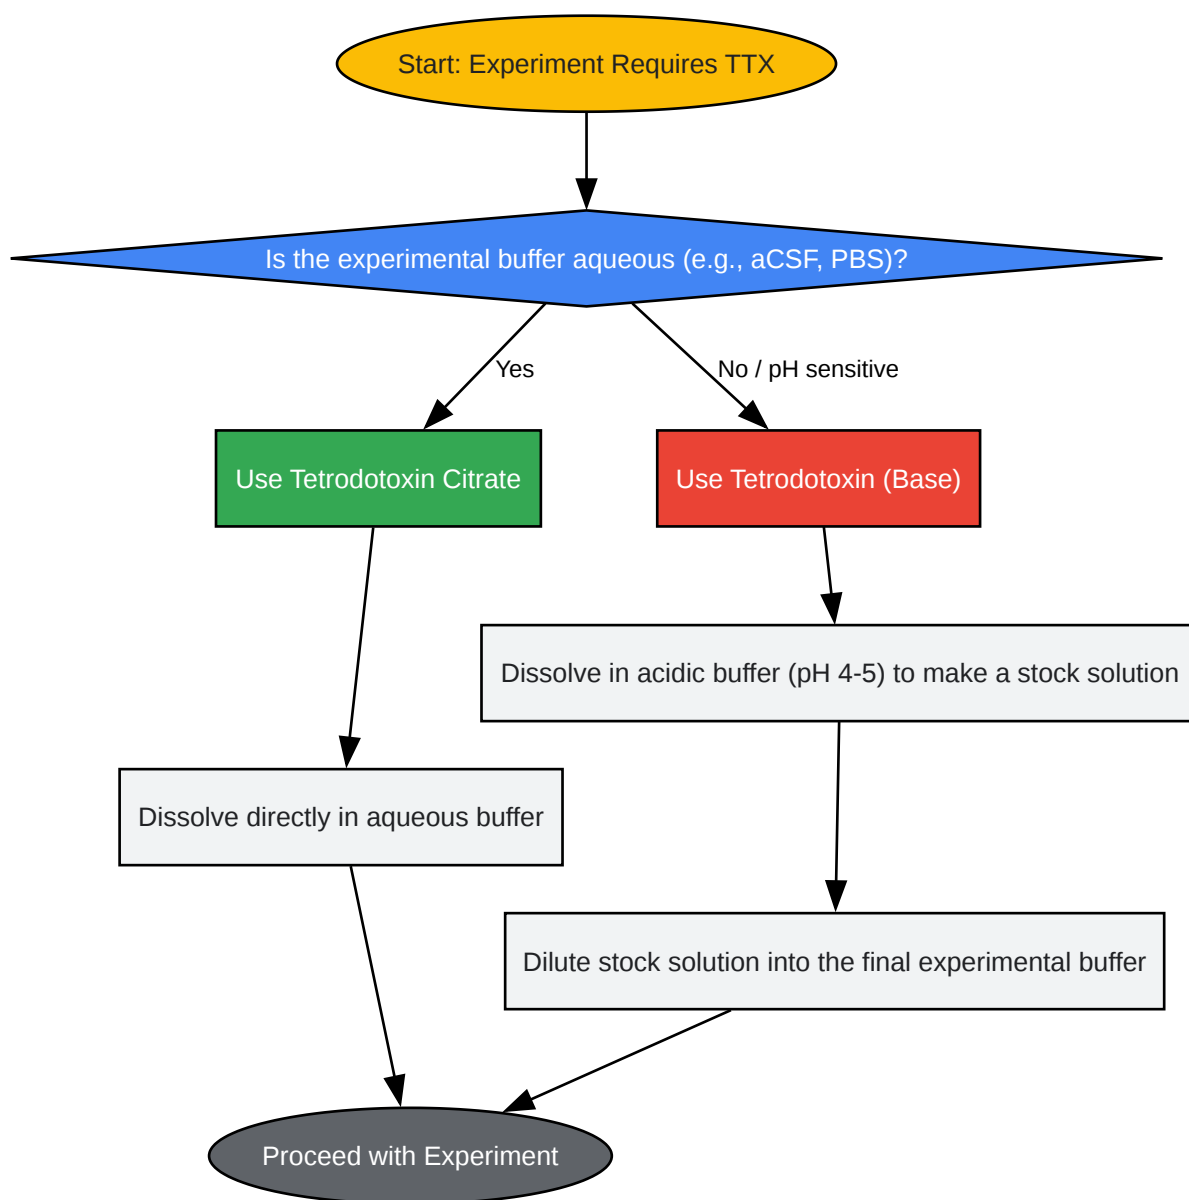 Start: Experiment Requires TTX
Is the experimental buffer aqueous (e.g., aCSF, PBS)?
Yes
No / pH sensitive
Use Tetrodotoxin Citrate
Use Tetrodotoxin (Base)
Dissolve in acidic buffer (pH 4-5) to make a stock solution
Dissolve directly in aqueous buffer
Dilute stock solution into the final experimental buffer
Proceed with Experiment